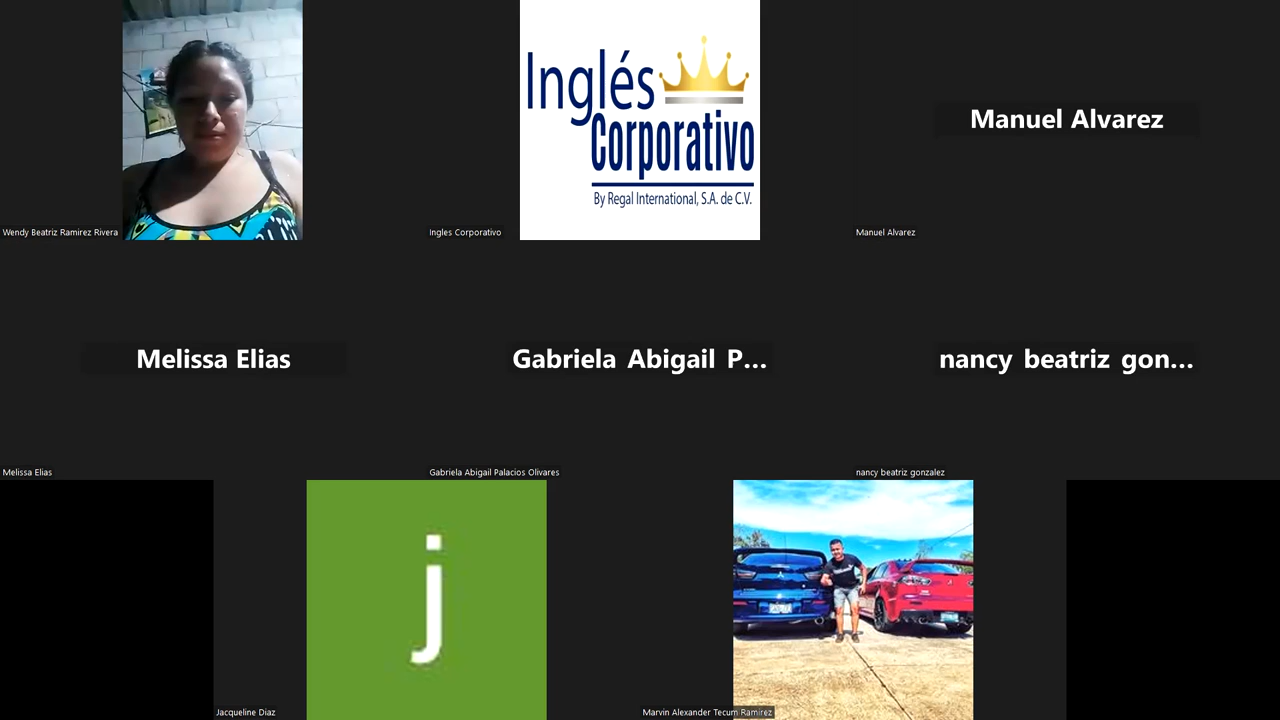 Inglés
Corporativo
By Regal International, S.A. de C.V.
Manuel Alvarez
Wendy Beatriz Ramirez Rivera
Ingles Corporativo
Manuel Alvarez
Melissa Elias
Gabriela Abigail P...
nancy beatriz gon...
Melissa Elias
Gabriela Abigail Palacios Olivares
nancy beatriz gonzalez
j
Jacqueline Diaz
Marvin Alexander Tecum Ramirez